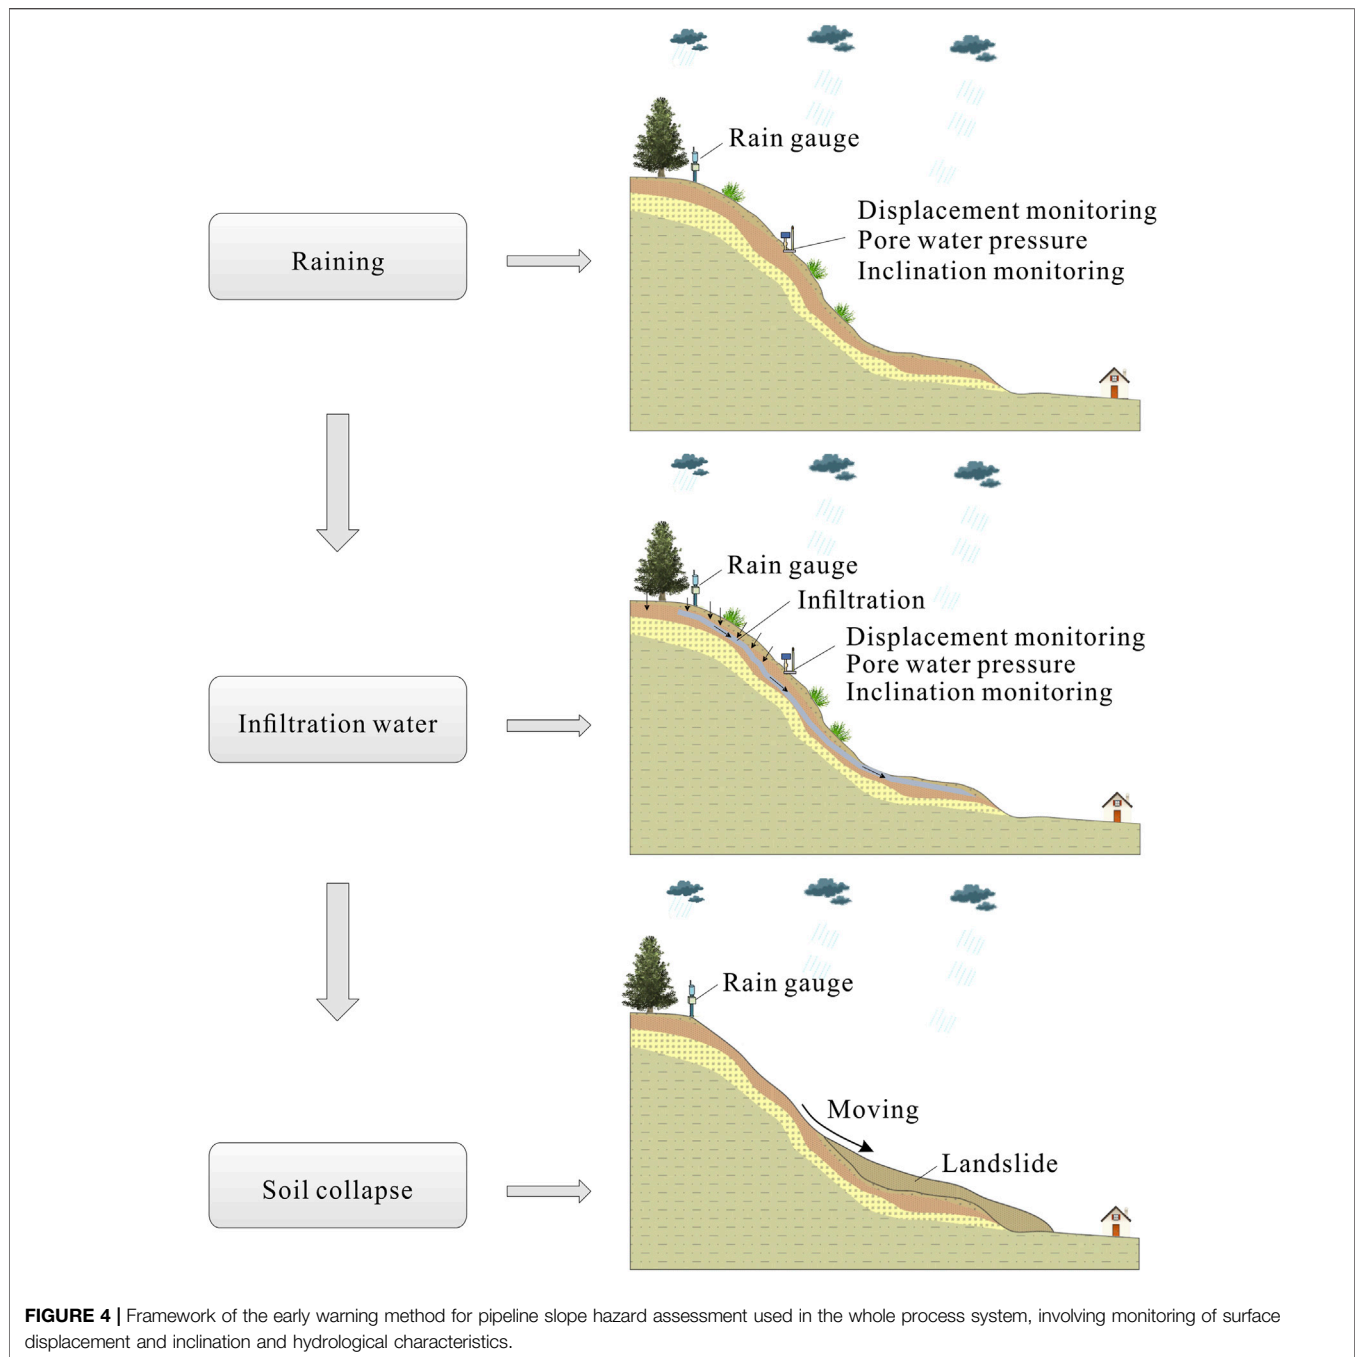 Rain gauge
Displacement monitoring
Pore water pressure
Inclination monitoring
Raining
Rain gauge
Infiltration
Displacement monitoring
Pore water pressure
Inclination monitoring
Infiltration water
Rain gauge
Moving
Landslide
Soil collapse
FIGURE 4 | Framework of the early warning method for pipeline slope hazard assessment used in the whole process system, involving monitoring of surface
displacement and inclination and hydrological characteristics.